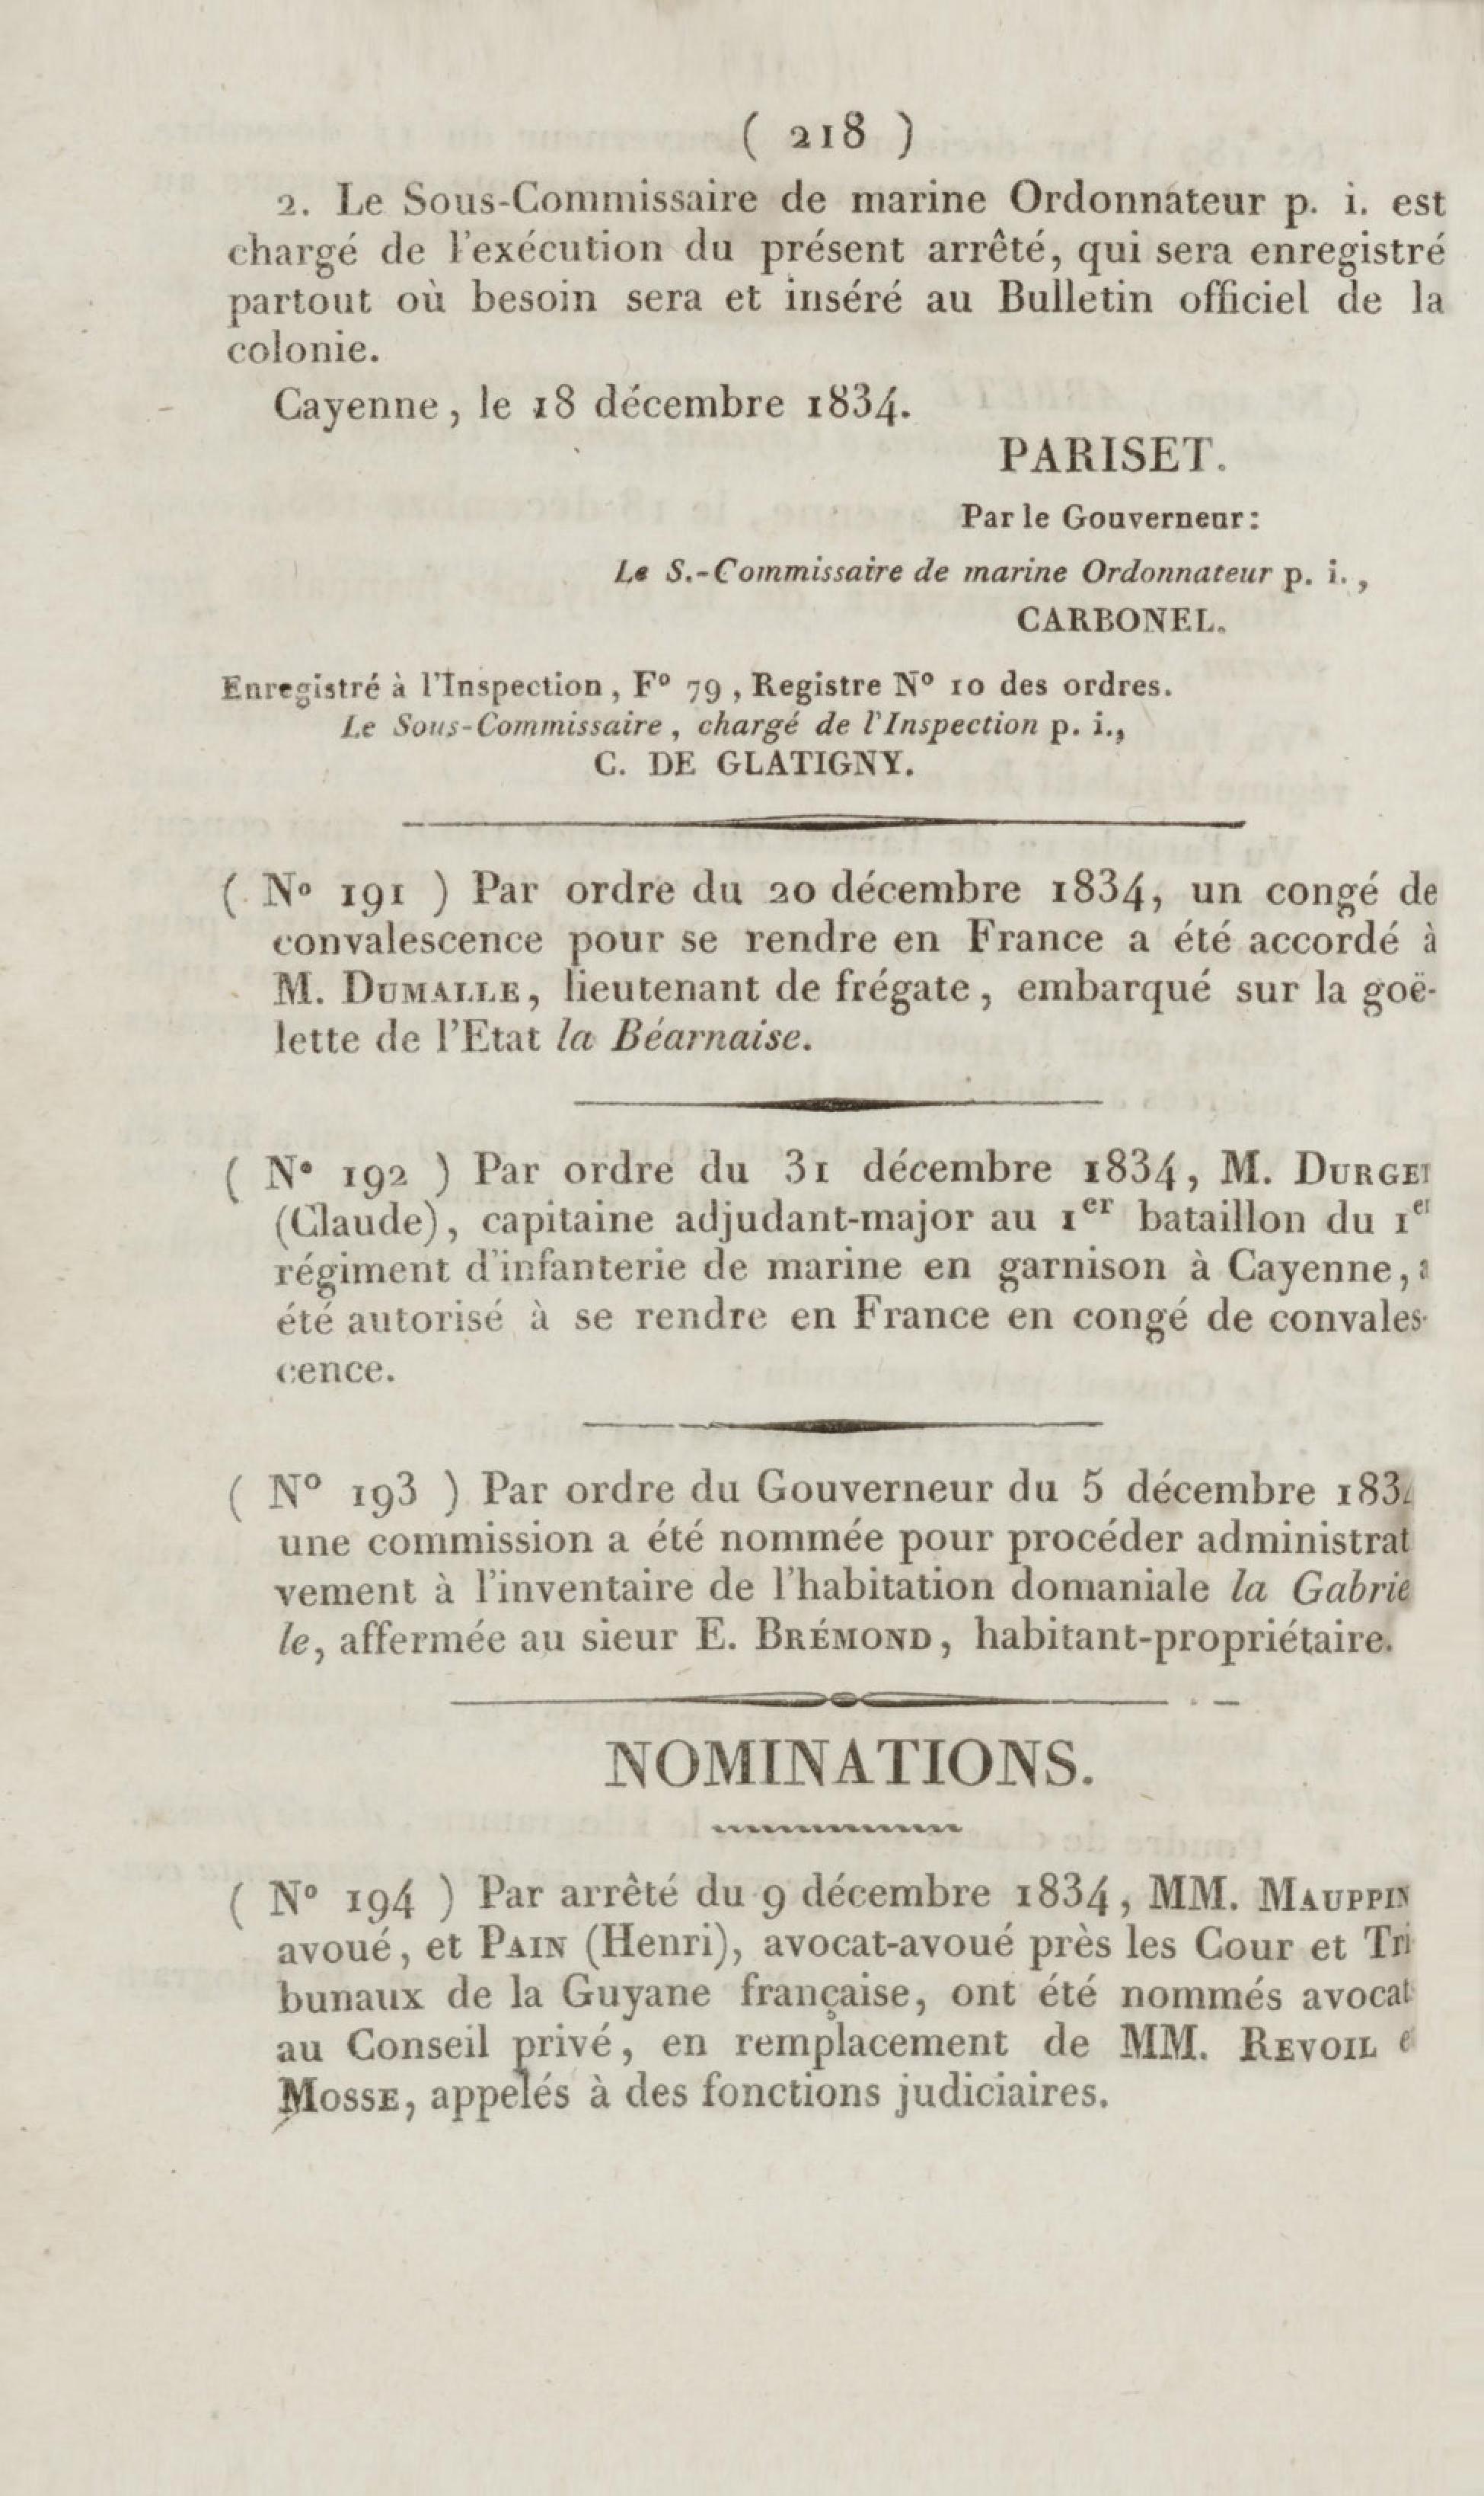 ( 218 )
2. Le Sous-Commissaire de marine Ordonnateur p. i. est
chargé de l'exécution du présent arrêté, qui sera enregistré
partout où besoin sera et inséré au Bulletin officiel de la
colonie.
Cayenne, le 18 décembre 1834.
PARISET.
Par le Gouverneur:
Le S.-Commissaire de marine Ordonnateur p. i.,
CARBONEL.
Enregistré à l'Inspection, F° 79, Registre N° 10 des ordres.
Le Sous-Commissaire, chargé de l'Inspection p. i.,
C. DE GLATIGNY.
( N° 191 ) Par ordre du 20 décembre 1834, un congé de
convalescence pour se rendre en France a été accordé à
M. DUMALLE, lieutenant de frégate, embarqué sur la goë-
lette de l'Etat la Béarnaise.
( N° 192 ) Par ordre du 31 décembre 1834, M. DURGET
(Claude), capitaine adjudant-major au 1er bataillon du 1er
régiment d'infanterie de marine en garnison à Cayenne, a
été autorisé à se rendre en France en congé de convales-
cence.
( N° 193 ) Par ordre du Gouverneur du 5 décembre 1834
une commission a été nommée pour procéder administrat
vement à l'inventaire de l'habitation domaniale la Gabrie
le, affermée au sieur E. BRÉMOND, habitant-propriétaire.
NOMINATIONS.
( N° 194 ) Par arrêté du 9 décembre 1834, MM. MAUPPIN
avoué, et PAIN (Henri), avocat-avoué près les Cour et Tri
bunaux de la Guyane française, ont été nommés avocat
au Conseil privé, en remplacement de MM. REVOIL e
MOSSE, appelés à des fonctions judiciaires.